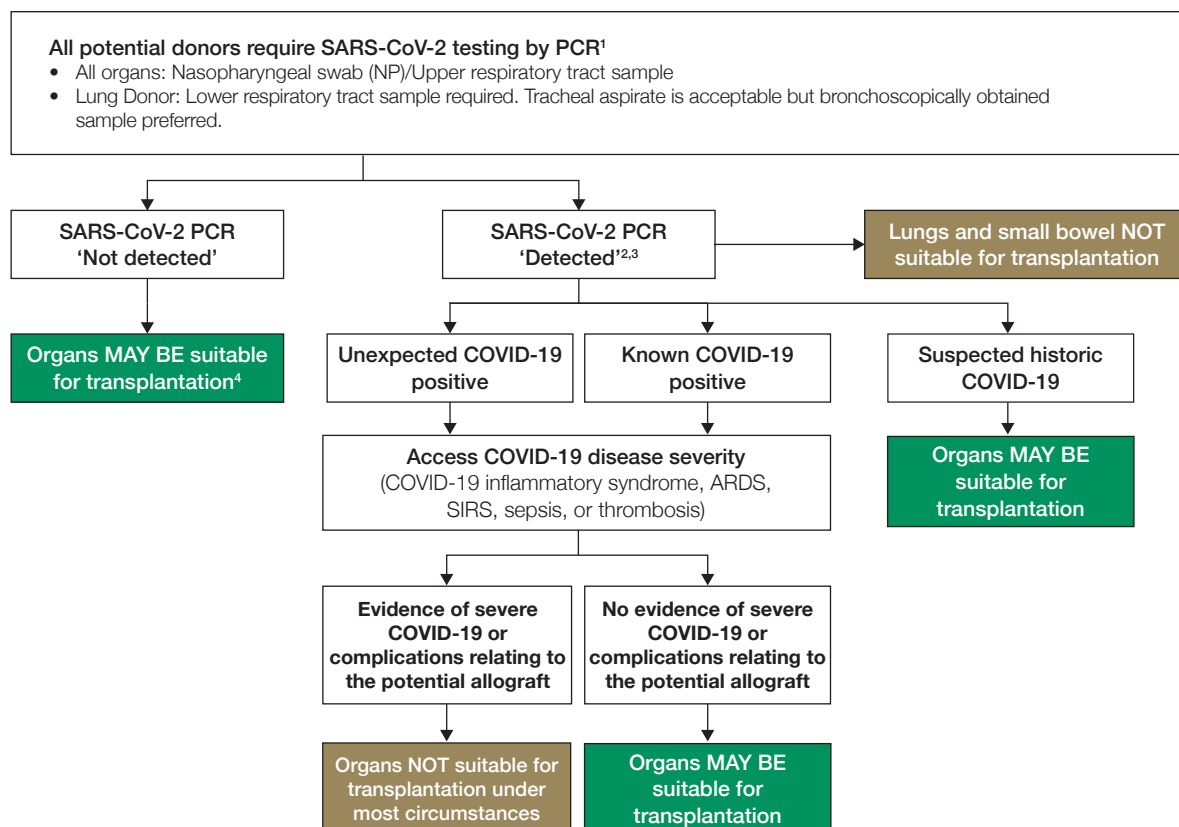 All potential donors require SARS-CoV-2 testing by PCR¹
• All organs: Nasopharyngeal swab (NP)/Upper respiratory tract sample
• Lung Donor: Lower respiratory tract sample required. Tracheal aspirate is acceptable but bronchoscopically obtained
sample preferred.
SARS-CoV-2 PCR
‘Not detected’
SARS-CoV-2 PCR
‘Detected’²,³
Lungs and small bowel NOT
suitable for transplantation
Organs MAY BE suitable
for transplantation⁴
Unexpected COVID-19
positive
Known COVID-19
positive
Suspected historic
COVID-19
Access COVID-19 disease severity
(COVID-19 inflammatory syndrome, ARDS,
SIRS, sepsis, or thrombosis)
Organs MAY BE
suitable for
transplantation
Evidence of severe
COVID-19 or
complications relating to
the potential allograft
No evidence of severe
COVID-19 or
complications relating to
the potential allograft
Organs NOT suitable for
transplantation under
most circumstances
Organs MAY BE
suitable for
transplantation